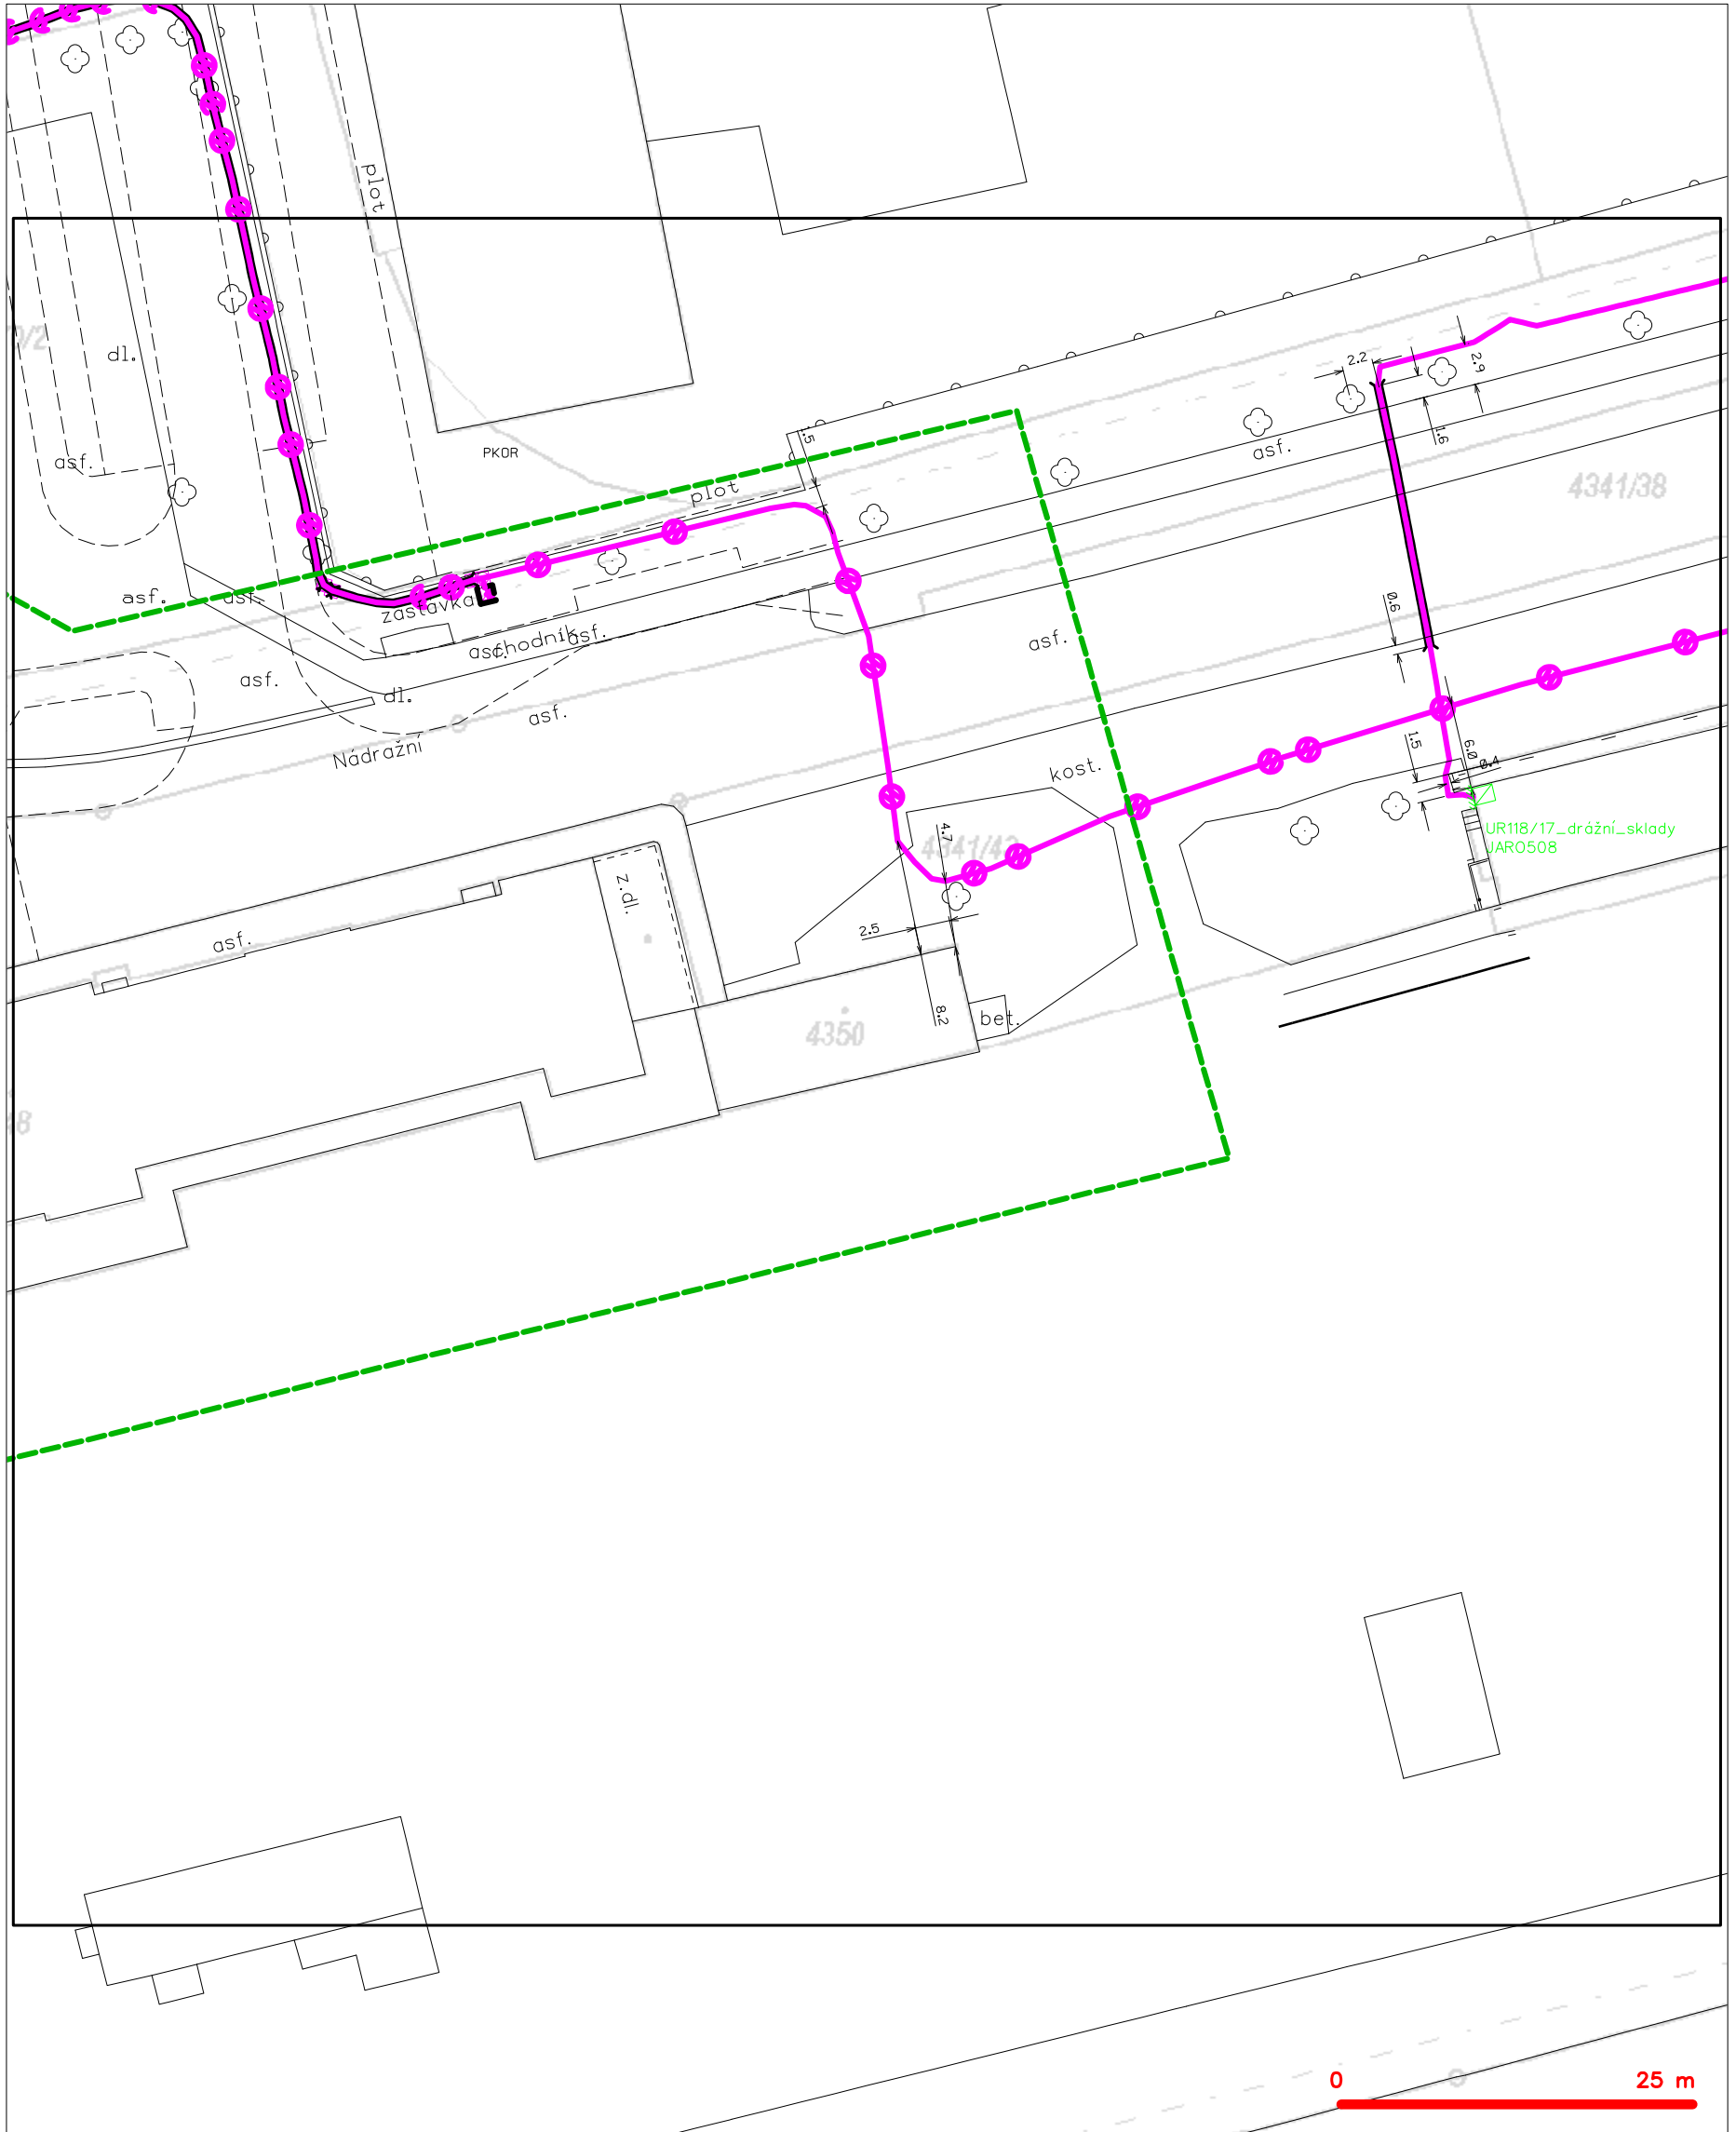 plot
dl.
asf.
PKOR
plot
1.5
2.2
2.9
1.6
asf.
4341/38
asf.
asf.
zastávka
chodník
asf.
asf.
asf.
0.6
asf.
dl.
asf.
Nádražní
kost.
1.5
6.0
0.4
UR118/17_drážní_sklady
JARO508
4.7
z.dl.
2.5
asf.
8.2
bet.
4350
0
25 m